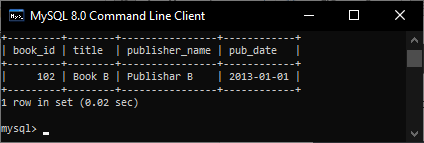 MySQL 8.0 Command Line Client
+---------+--------+----------------+------------+
| book_id | title  | publisher_name | pub_date   |
+---------+--------+----------------+------------+
|     102 | Book B | Publishar B    | 2013-01-01 |
+---------+--------+----------------+------------+
1 row in set (0.02 sec)
mysql>